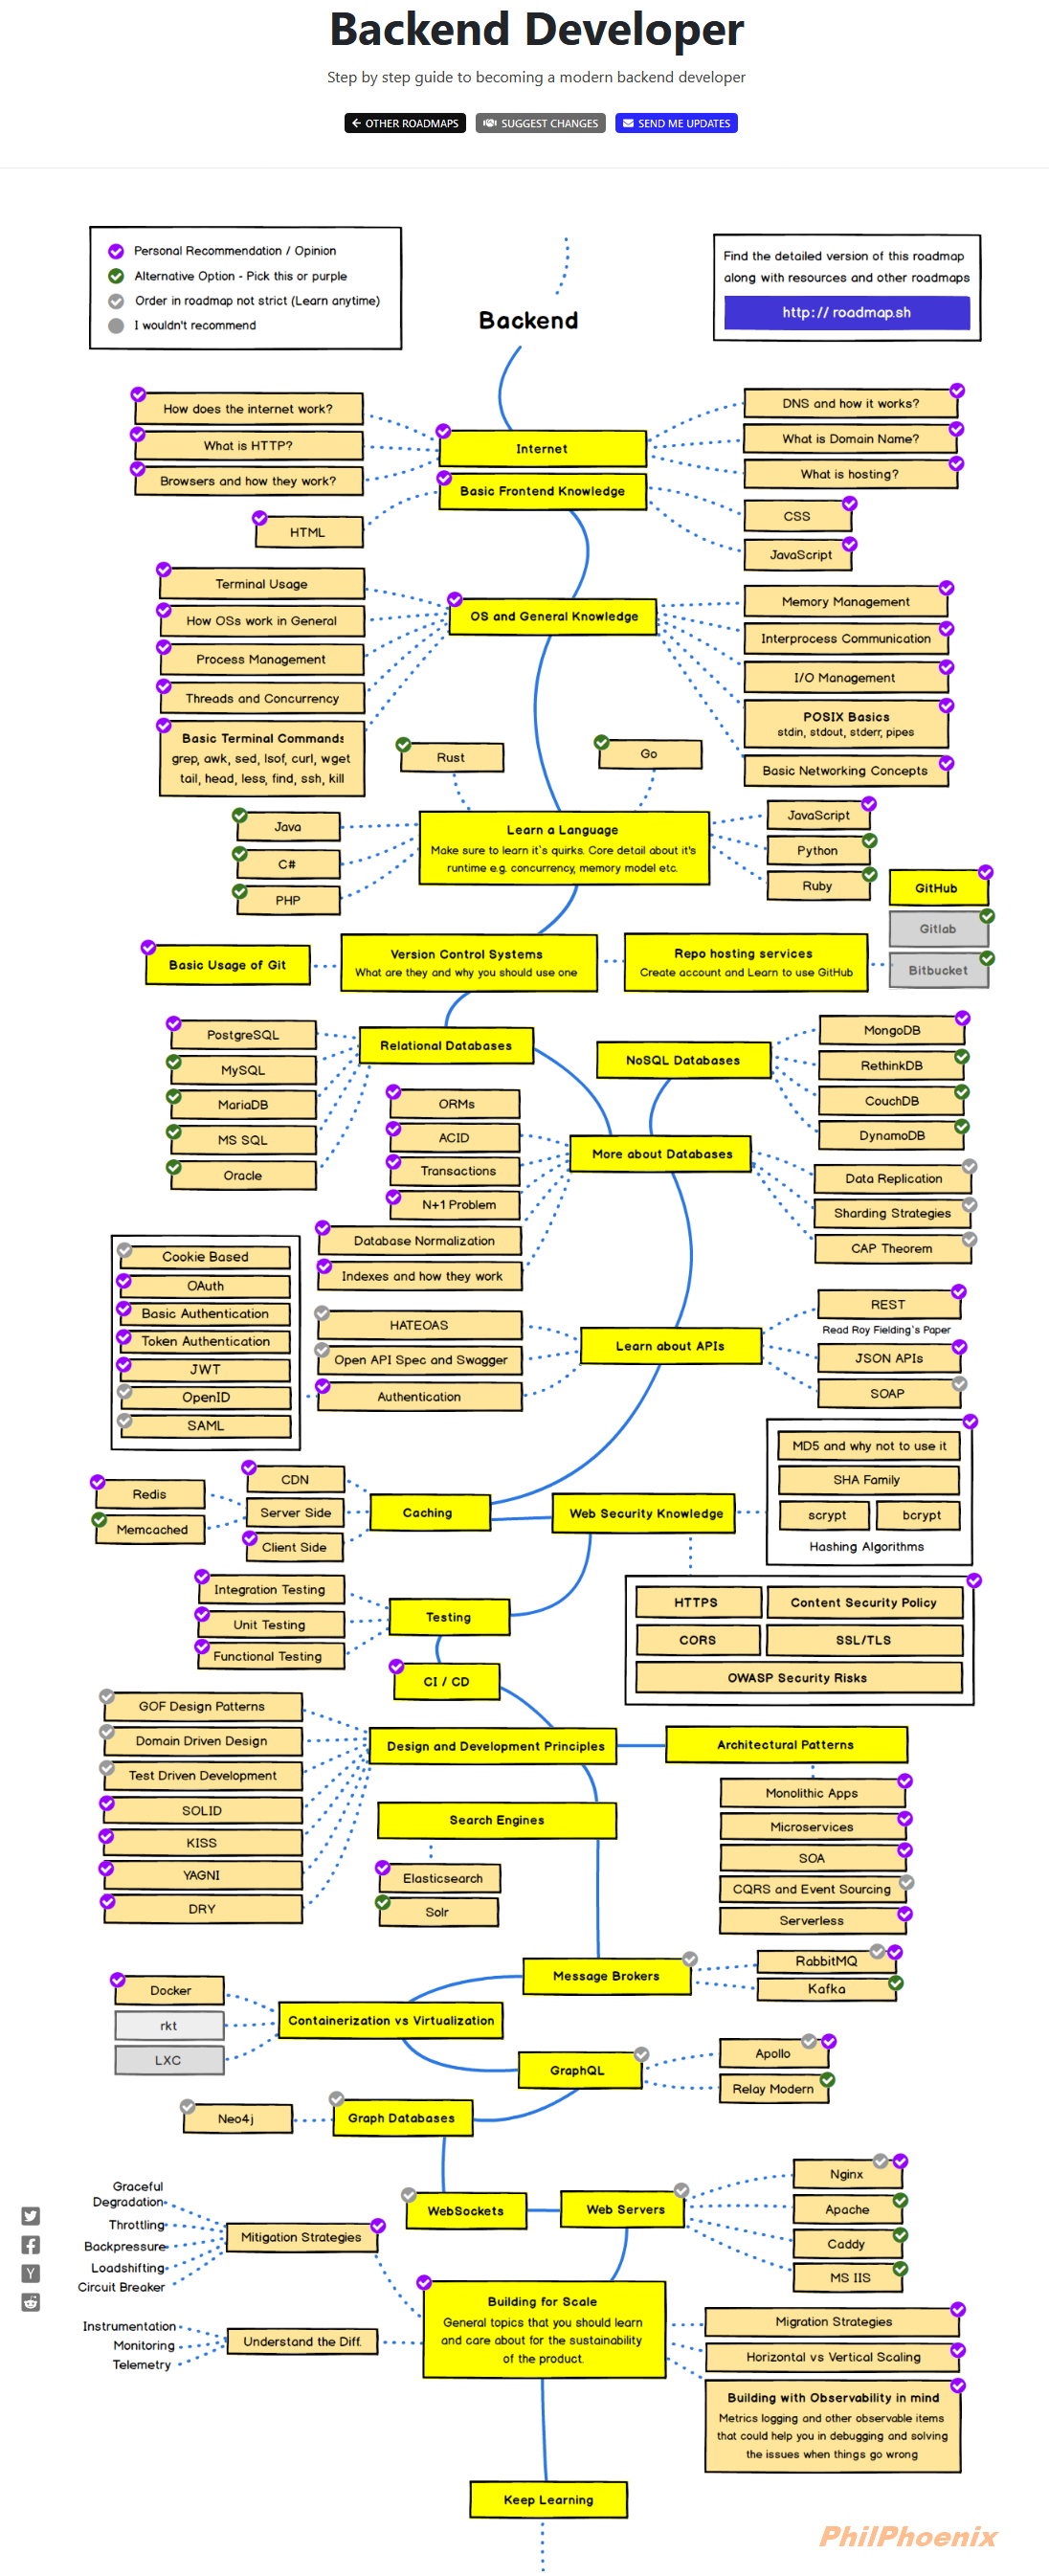 Backend Developer
Step by step guide to becoming a modern backend developer
OTHER ROADMAPS
SUGGEST CHANGES
SEND ME UPDATES
Personal Recommendation / Opinion
Alternative Option - Pick this or purple
Order in roadmap not strict (Learn anytime)
I wouldn't recommend
Find the detailed version of this roadmap
along with resources and other roadmaps
http:// roadmap.sh
Backend
How does the internet work?
What is HTTP?
Browsers and how they work?
Internet
DNS and how it works?
What is Domain Name?
What is hosting?
Basic Frontend Knowledge
HTML
CSS
JavaScript
Terminal Usage
How OSs work in General
Process Management
Threads and Concurrency
Basic Terminal Commands
grep, awk, sed, lsof, curl, wget
tail, head, less, find, ssh, kill
OS and General Knowledge
Memory Management
Interprocess Communication
I/O Management
POSIX Basics
stdin, stdout, stderr, pipes
Basic Networking Concepts
Rust
Go
Java
C#
PHP
Learn a Language
Make sure to learn it`s quirks. Core detail about it's
runtime e.g. concurrency, memory model etc.
JavaScript
Python
Ruby
GitHub
Gitlab
Bitbucket
Basic Usage of Git
Version Control Systems
What are they and why you should use one
Repo hosting services
Create account and Learn to use GitHub
PostgreSQL
MySQL
MariaDB
MS SQL
Oracle
Relational Databases
NoSQL Databases
MongoDB
RethinkDB
CouchDB
DynamoDB
ORMs
ACID
Transactions
N+1 Problem
Database Normalization
Indexes and how they work
More about Databases
Data Replication
Sharding Strategies
CAP Theorem
Cookie Based
OAuth
Basic Authentication
Token Authentication
JWT
OpenID
SAML
HATEOAS
Open API Spec and Swagger
Authentication
Learn about APIs
REST
Read Roy Fielding`s Paper
JSON APIs
SOAP
Redis
Memcached
CDN
Server Side
Client Side
Caching
Web Security Knowledge
MD5 and why not to use it
SHA Family
scrypt
bcrypt
Hashing Algorithms
HTTPS
Content Security Policy
CORS
SSL/TLS
OWASP Security Risks
Integration Testing
Unit Testing
Functional Testing
Testing
CI / CD
GOF Design Patterns
Domain Driven Design
Test Driven Development
SOLID
KISS
YAGNI
DRY
Design and Development Principles
Architectural Patterns
Monolithic Apps
Microservices
SOA
CQRS and Event Sourcing
Serverless
Search Engines
Elasticsearch
Solr
Message Brokers
RabbitMQ
Kafka
Docker
rkt
LXC
Containerization vs Virtualization
GraphQL
Apollo
Relay Modern
Neo4j
Graph Databases
WebSockets
Web Servers
Nginx
Apache
Caddy
MS IIS
Graceful
Degradation
Throttling
Backpressure
Loadshifting
Circuit Breaker
Mitigation Strategies
Instrumentation
Monitoring
Telemetry
Understand the Diff.
Building for Scale
General topics that you should learn
and care about for the sustainability
of the product.
Migration Strategies
Horizontal vs Vertical Scaling
Building with Observability in mind
Metrics logging and other observable items
that could help you in debugging and solving
the issues when things go wrong
Keep Learning
PhilPhoenix